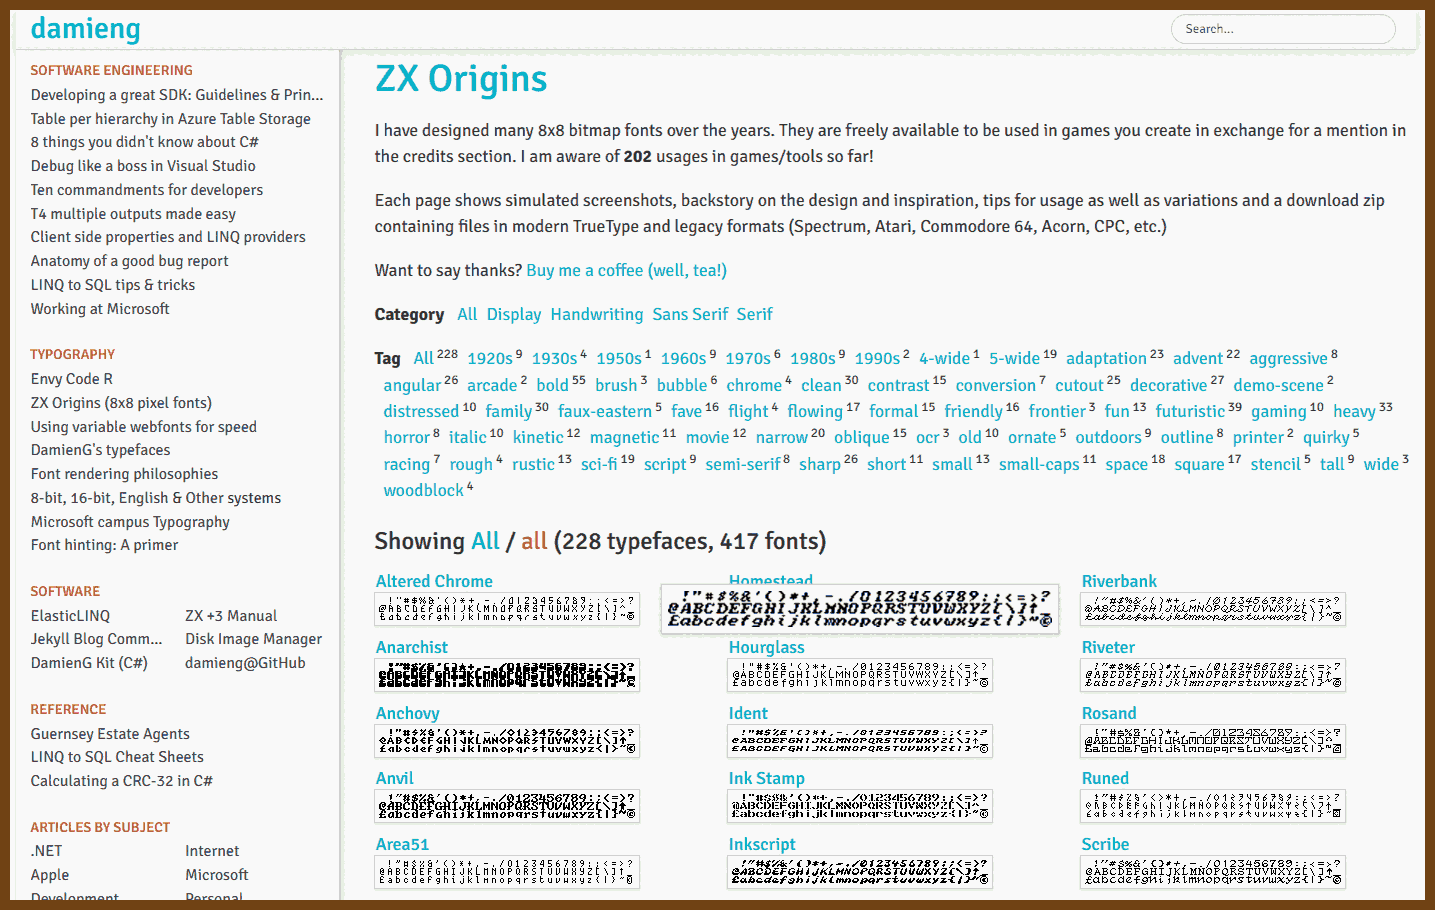 damieng
Search...
SOFTWARE ENGINEERING
Developing a great SDK: Guidelines & Prin...
Table per hierarchy in Azure Table Storage
8 things you didn't know about C#
Debug like a boss in Visual Studio
Ten commandments for developers
T4 multiple outputs made easy
Client side properties and LINQ providers
Anatomy of a good bug report
LINQ to SQL tips & tricks
Working at Microsoft
TYPOGRAPHY
Envy Code R
ZX Origins (8x8 pixel fonts)
Using variable webfonts for speed
DamienG's typefaces
Font rendering philosophies
8-bit, 16-bit, English & Other systems
Microsoft campus Typography
Font hinting: A primer
SOFTWARE
ElasticLINQ ZX +3 Manual
Jekyll Blog Comm... Disk Image Manager
DamienG Kit (C#) damieng@GitHub
REFERENCE
Guernsey Estate Agents
LINQ to SQL Cheat Sheets
Calculating a CRC-32 in C#
ARTICLES BY SUBJECT
.NET Internet
Apple Microsoft
Development Personal
ZX Origins
I have designed many 8x8 bitmap fonts over the years. They are freely available to be used in games you create in exchange for a mention in
the credits section. I am aware of 202 usages in games/tools so far!
Each page shows simulated screenshots, backstory on the design and inspiration, tips for usage as well as variations and a download zip
containing files in modern TrueType and legacy formats (Spectrum, Atari, Commodore 64, Acorn, CPC, etc.)
Want to say thanks? Buy me a coffee (well, tea!)
Category All Display Handwriting Sans Serif Serif
Tag All 228 1920s 9 1930s 4 1950s 1 1960s 9 1970s 6 1980s 9 1990s 2 4-wide 1 5-wide 19 adaptation 23 advent 22 aggressive 8
angular 26 arcade 2 bold 55 brush 3 bubble 6 chrome 4 clean 30 contrast 15 conversion 7 cutout 25 decorative 27 demo-scene 2
distressed 10 family 30 faux-eastern 5 fave 16 flight 4 flowing 17 formal 15 friendly 16 frontier 3 fun 13 futuristic 39 gaming 10 heavy 33
horror 8 italic 10 kinetic 12 magnetic 11 movie 12 narrow 20 oblique 15 ocr 3 old 10 ornate 5 outdoors 9 outline 8 printer 2 quirky 5
racing 7 rough 4 rustic 13 sci-fi 19 script 9 semi-serif 8 sharp 26 short 11 small 13 small-caps 11 space 18 square 17 stencil 5 tall 9 wide 3
woodblock 4
Showing All / all (228 typefaces, 417 fonts)
Altered Chrome Homestead Riverbank
!"#$%&'()*+,-./0123456789:;<=>?
@ABCDEFGHIJKLMNOPQRSTUVWXYZ[\]↑_
£abcdefghijklmnopqrstuvwxyz{|}~©
Anarchist Hourglass Riveter
Anchovy Ident Rosand
Anvil Ink Stamp Runed
Area51 Inkscript Scribe